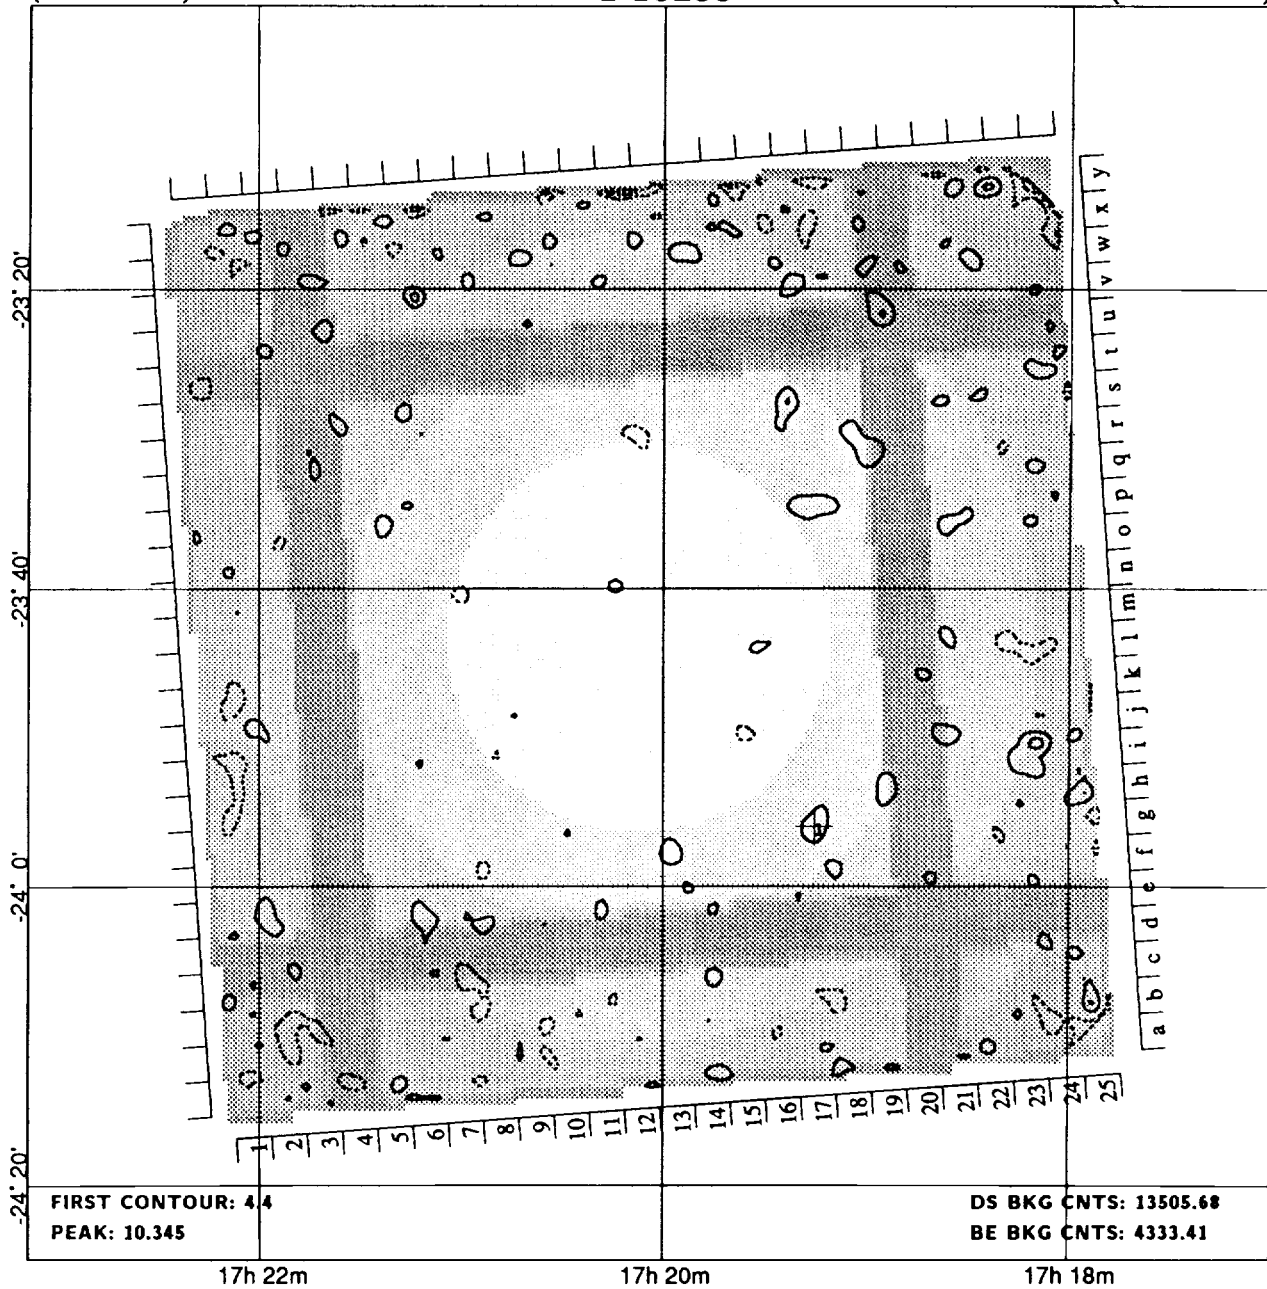 -23° 20'
-23° 40'
-24° 0'
-24° 20'
y
x
w
v
u
t
s
r
q
p
o
n
m
l
k
j
i
h
g
f
e
d
c
b
a
1
1 2 3 4 5 6 7 8 9 10 11 12 13 14 15 16 17 18 19 20 21 22 23 24 25
FIRST CONTOUR: 4.4
PEAK: 10.345
DS BKG CNTS: 13505.68
BE BKG CNTS: 4333.41
17h 22m
17h 20m
17h 18m